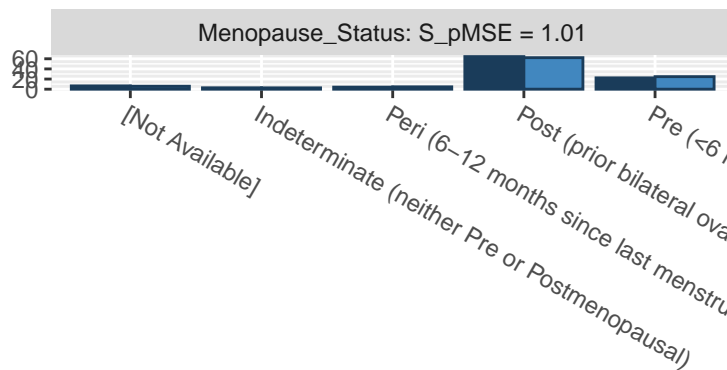 Menopause_Status: S_pMSE = 1.01
60
40
20
0
[Not Available]
Indeterminate (neither Pre or Postmenopausal)
Peri (6–12 months since last menstru
Post (prior bilateral ova
Pre (<6